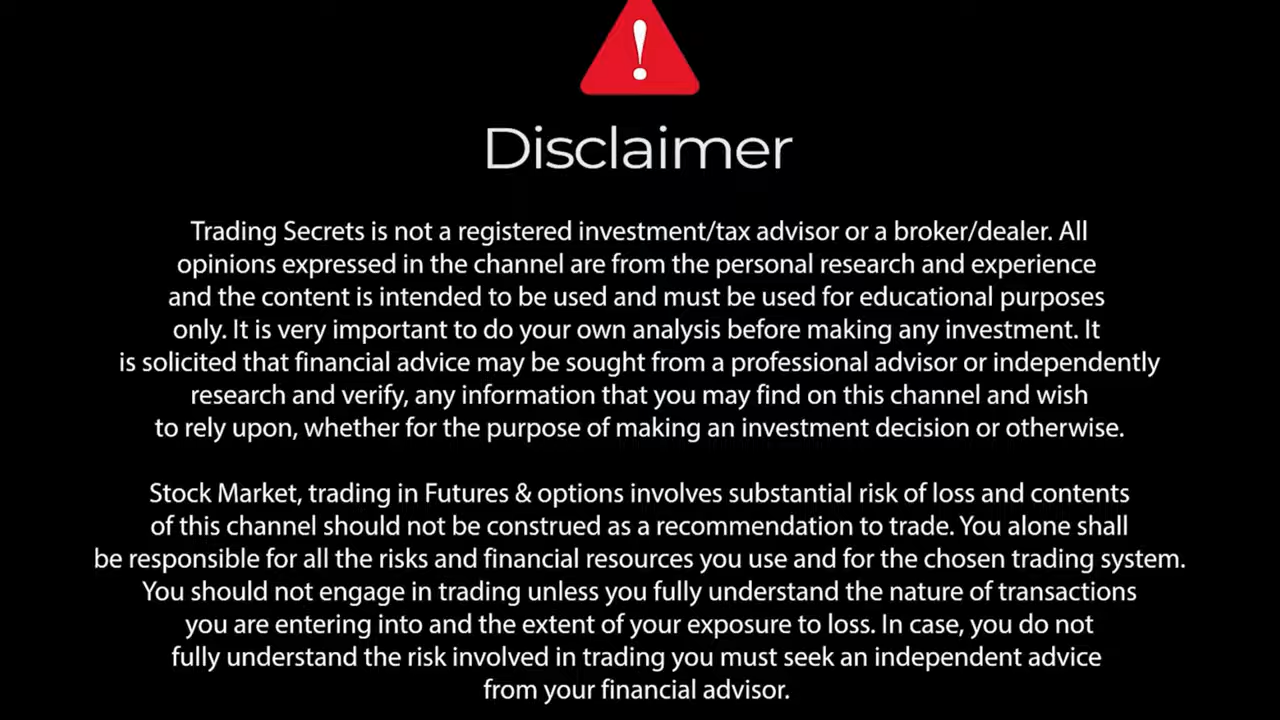 !
Disclaimer
Trading Secrets is not a registered investment/tax advisor or a broker/dealer. All
opinions expressed in the channel are from the personal research and experience
and the content is intended to be used and must be used for educational purposes
only. It is very important to do your own analysis before making any investment. It
is solicited that financial advice may be sought from a professional advisor or independently
research and verify, any information that you may find on this channel and wish
to rely upon, whether for the purpose of making an investment decision or otherwise.
Stock Market, trading in Futures & options involves substantial risk of loss and contents
of this channel should not be construed as a recommendation to trade. You alone shall
be responsible for all the risks and financial resources you use and for the chosen trading system.
You should not engage in trading unless you fully understand the nature of transactions
you are entering into and the extent of your exposure to loss. In case, you do not
fully understand the risk involved in trading you must seek an independent advice
from your financial advisor.